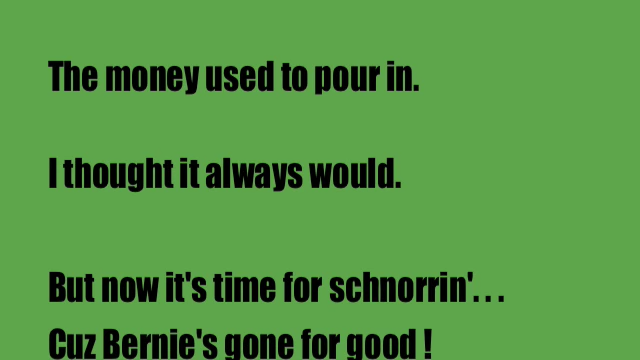 The money used to pour in.
I thought it always would.
But now it's time for schnorrin'. . .
Cuz Bernie's gone for good !